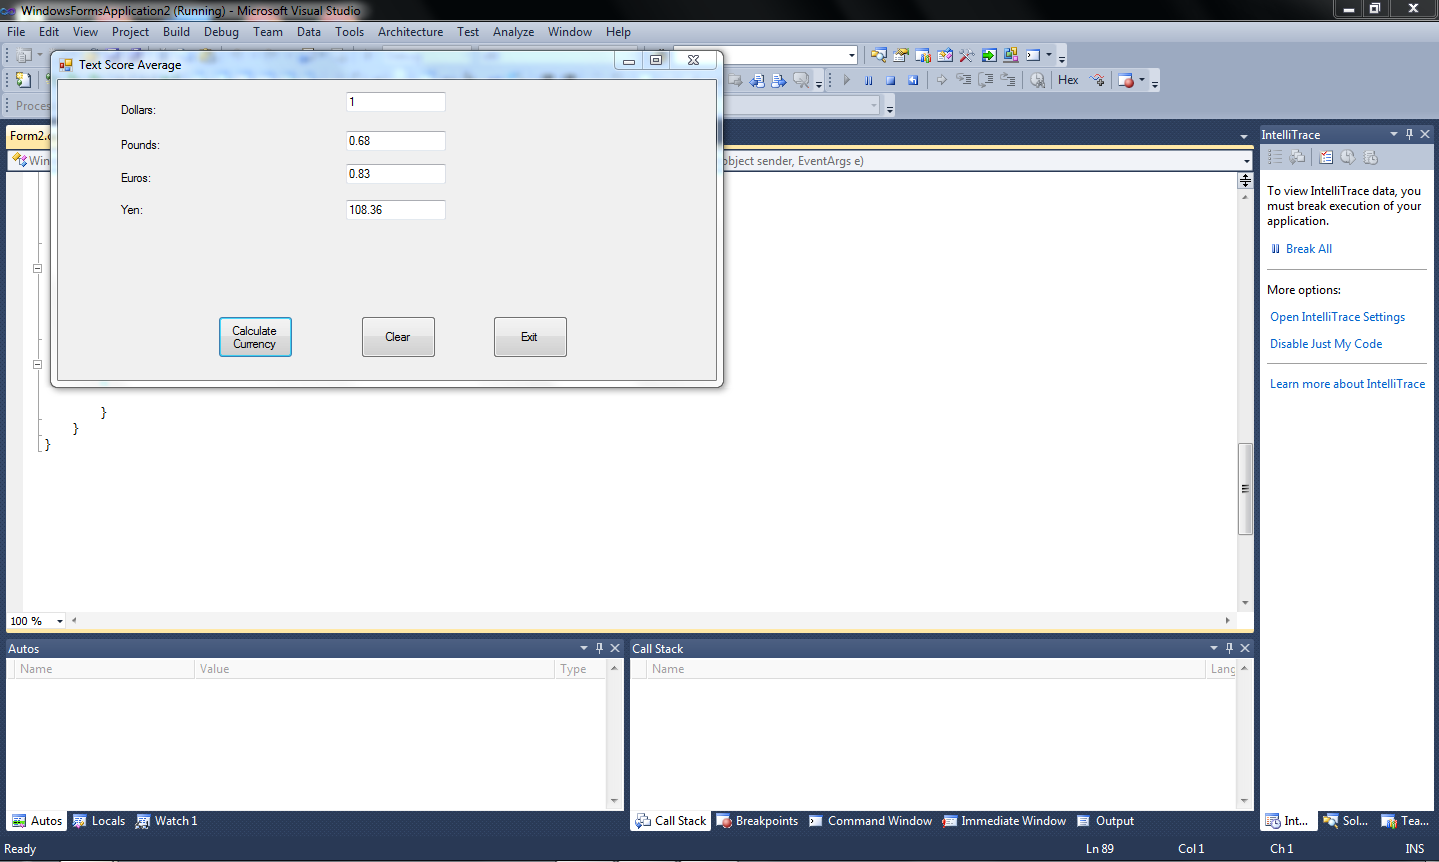 WindowsFormsApplication2 (Running) - Microsoft Visual Studio
File Edit View Project Build Debug Team Data Tools Architecture Test Analyze Window Help
Text Score Average
Hex
Process
Dollars: 1
Pounds: 0.68
Euros: 0.83
Yen: 108.36
Calculate Currency
Clear
Exit
Form2.c
Win
object sender, EventArgs e)
}
}
}
100 %
IntelliTrace
To view IntelliTrace data, you
must break execution of your
application.
Break All
More options:
Open IntelliTrace Settings
Disable Just My Code
Learn more about IntelliTrace
Autos
Name Value Type
Call Stack
Name Lang
Autos Locals Watch 1
Call Stack Breakpoints Command Window Immediate Window Output
Int... Sol... Tea...
Ready Ln 89 Col 1 Ch 1 INS